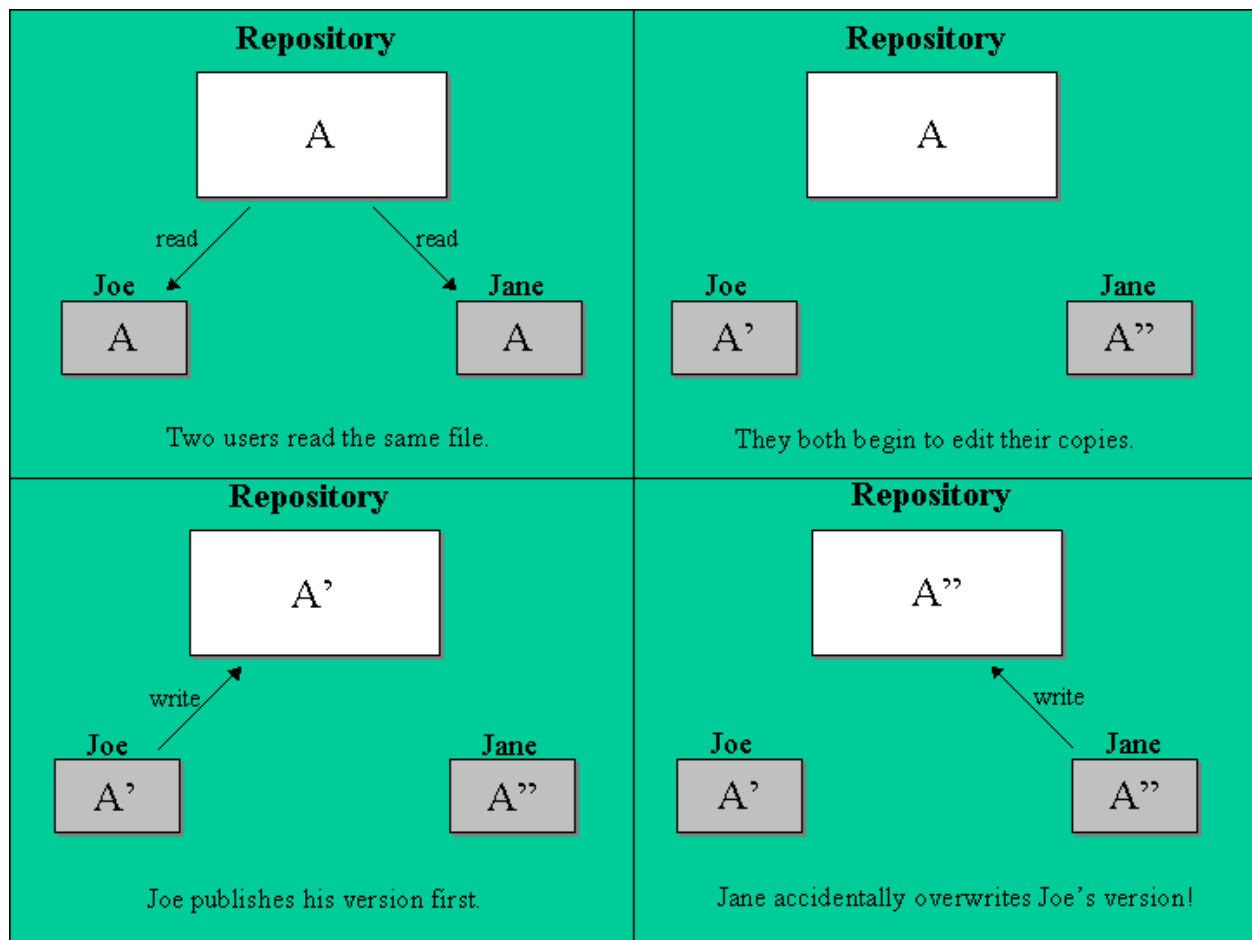 Repository
A
read
read
Joe
Jane
A
A
Two users read the same file.
Repository
A
Joe
Jane
A’
A”
They both begin to edit their copies.
Repository
A’
write
Joe
Jane
A’
A”
Joe publishes his version first.
Repository
A”
write
Joe
Jane
A’
A”
Jane accidentally overwrites Joe’s version!